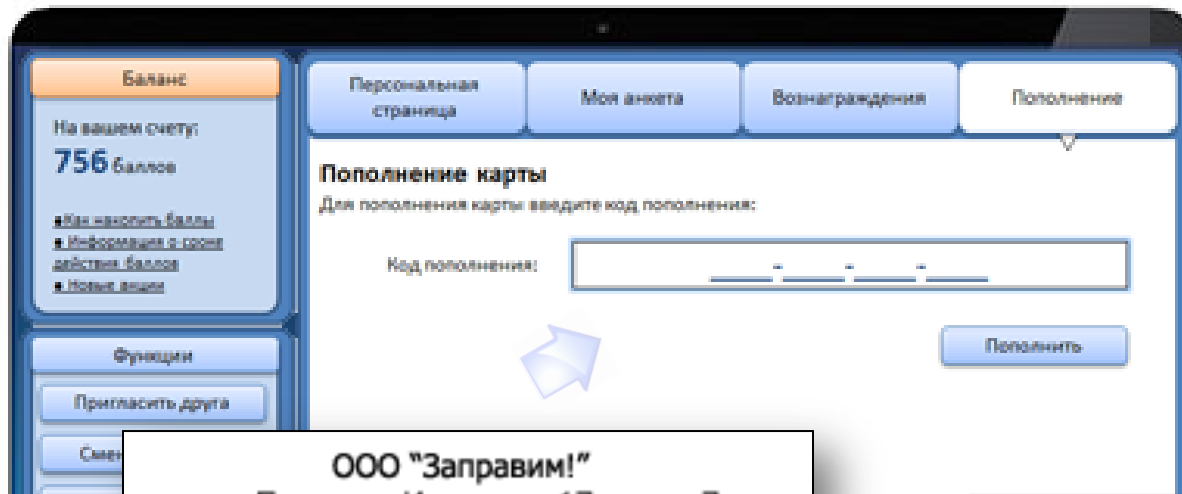 Баланс
На вашем счету:
756 баллов
•Как накопить баллы
• Информация о сроке
действия баллов
• Новые акции
Функции
Пригласить друга
Персональная
страница
Моя анкета
Вознаграждения
Пополнение
Пополнение карты
Для пополнения карты введите код пополнения:
Код пополнения:
Пополнить
ООО "Заправим!"